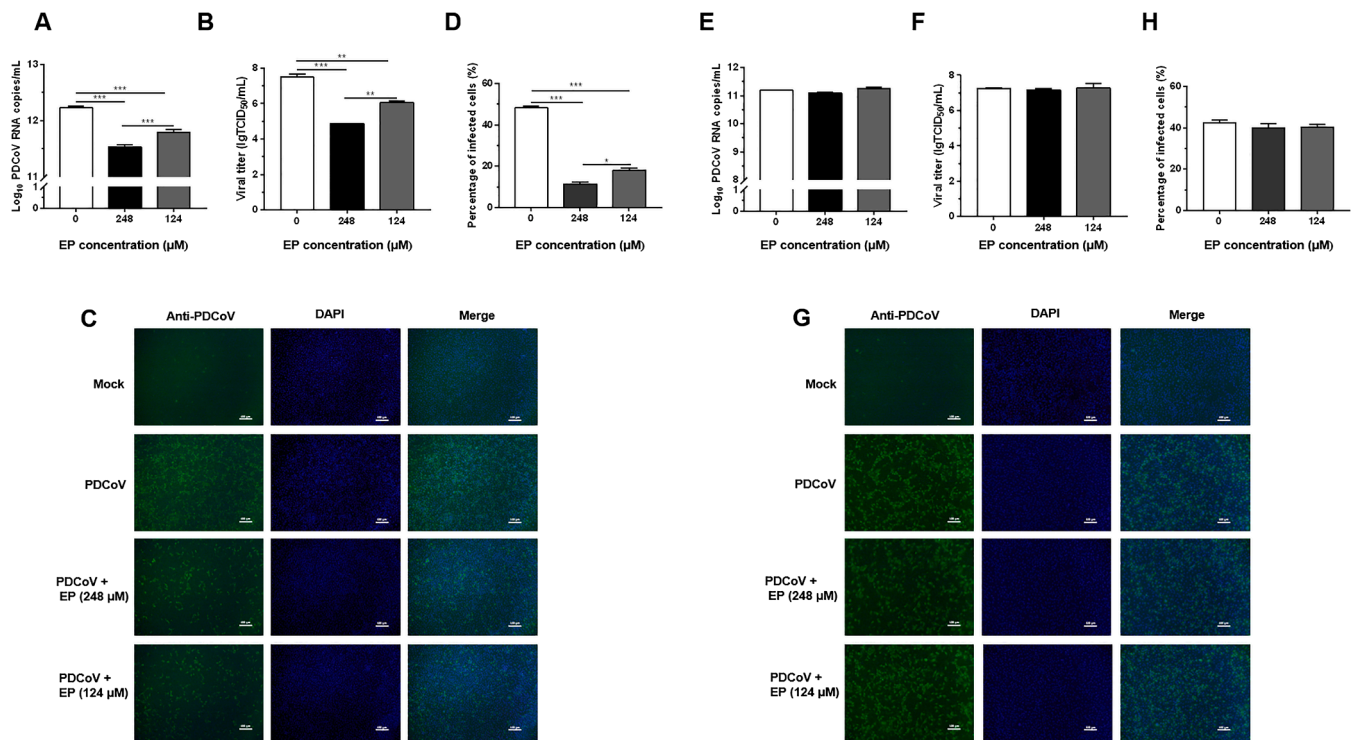 A
B
D
E
F
H
Log10 PDCoV RNA copies/mL
13
12
11
1
0
***
***
***
0
248
124
EP concentration (μM)
Viral titer (lgTCID50/mL)
8
6
4
2
0
**
***
**
0
248
124
EP concentration (μM)
Percentage of infected cells (%)
60
40
20
0
***
***
*
0
248
124
EP concentration (μM)
Log10 PDCoV RNA copies/mL
12
11
10
9
8
1
0
0
248
124
EP concentration (μM)
Viral titer (lgTCID50/mL)
8
6
4
2
0
0
248
124
EP concentration (μM)
Percentage of infected cells (%)
60
40
20
0
0
248
124
EP concentration (μM)
C
Anti-PDCoV
DAPI
Merge
Mock
PDCoV
PDCoV +
EP (248 μM)
PDCoV +
EP (124 μM)
G
Anti-PDCoV
DAPI
Merge
Mock
PDCoV
PDCoV +
EP (248 μM)
PDCoV +
EP (124 μM)